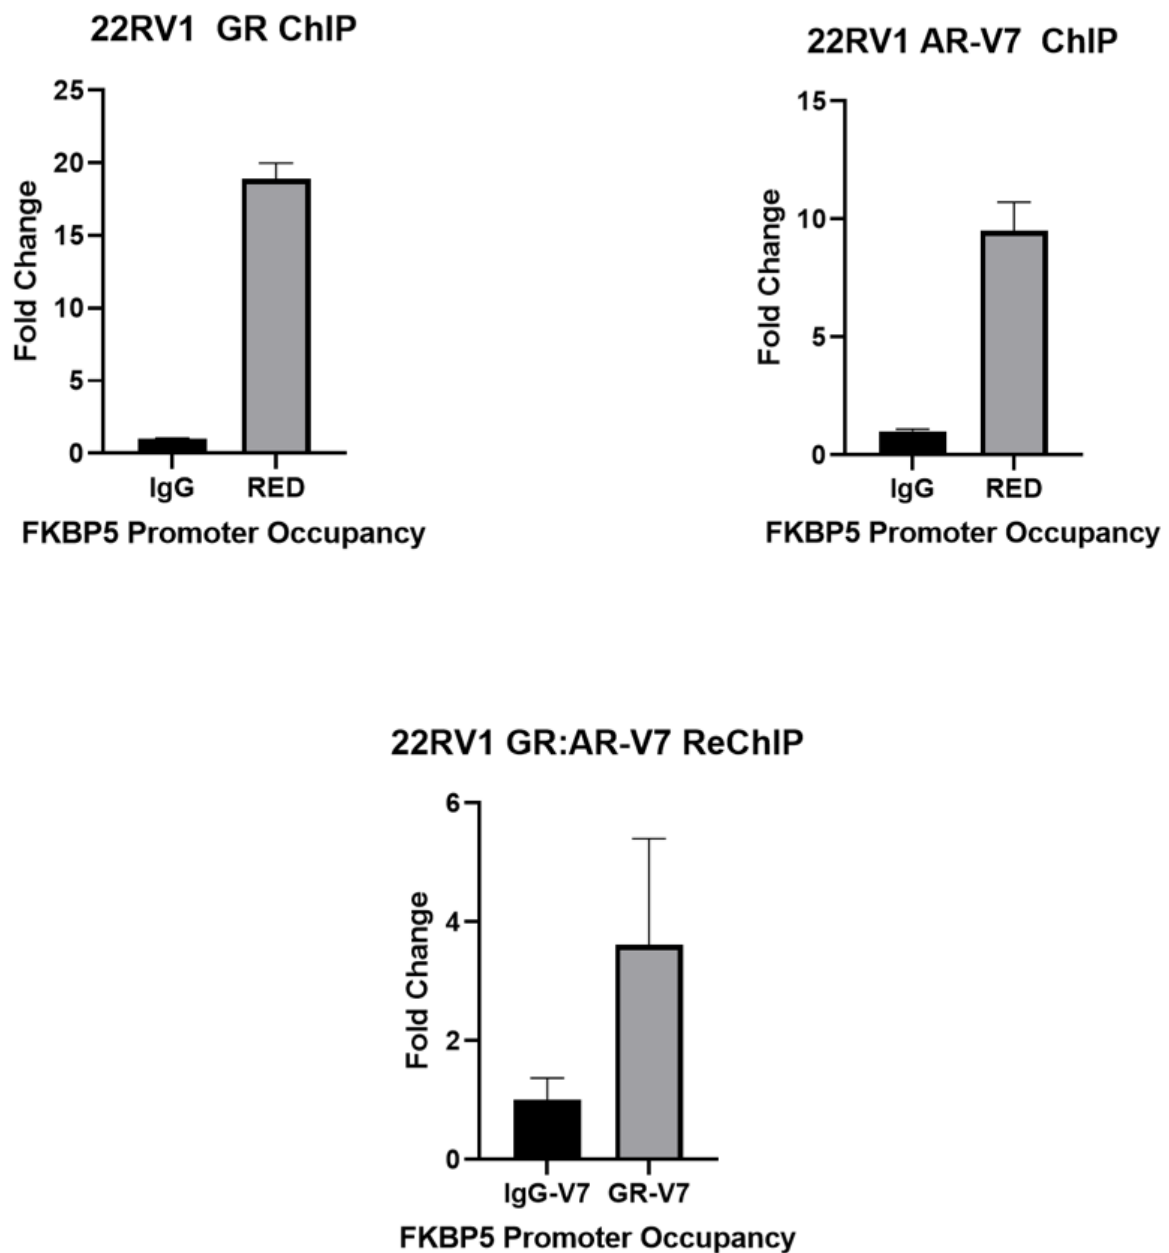 22RV1  GR ChIP
25
20
15
10
5
0
Fold Change
IgG RED
FKBP5 Promoter Occupancy
22RV1 AR-V7  ChIP
15
10
5
0
Fold Change
IgG RED
FKBP5 Promoter Occupancy
22RV1 GR:AR-V7 ReChIP
6
4
2
0
Fold Change
IgG-V7 GR-V7
FKBP5 Promoter Occupancy